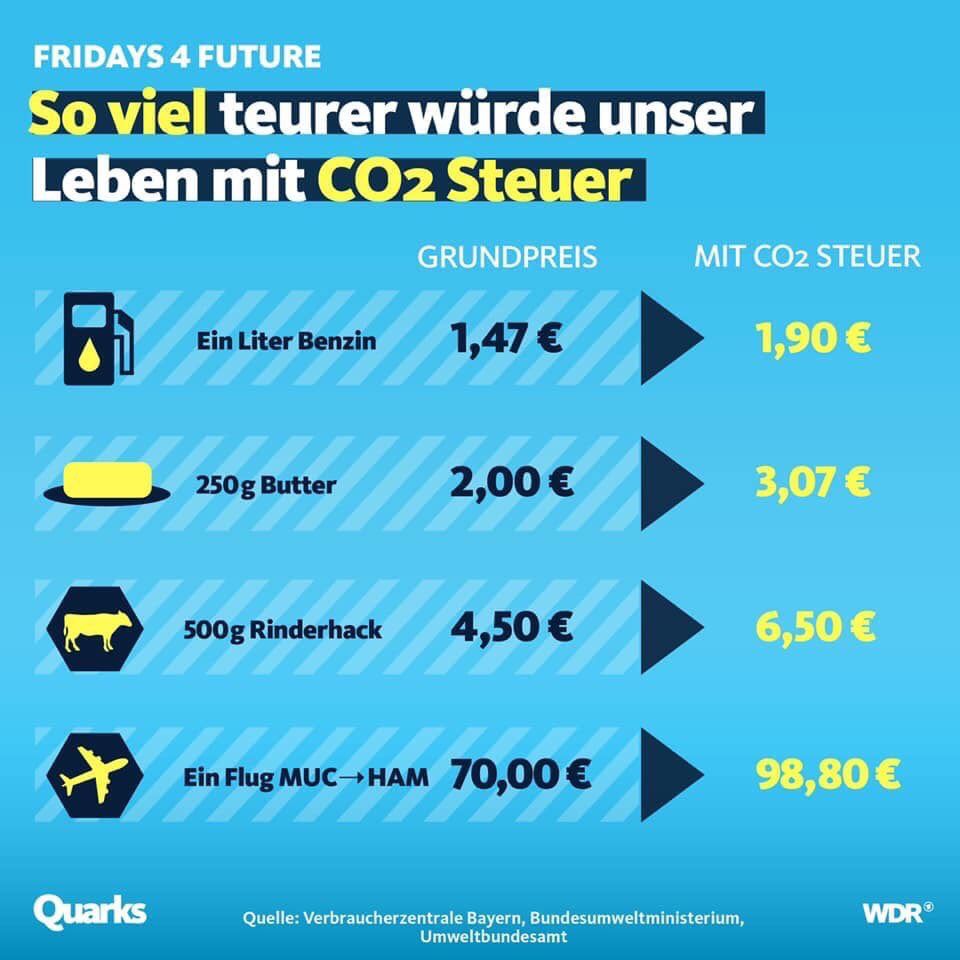 FRIDAYS 4 FUTURE
So viel teurer würde unser
Leben mit CO2 Steuer
GRUNDPREIS MIT CO2 STEUER
Ein Liter Benzin 1,47 € 1,90 €
250g Butter 2,00 € 3,07 €
500g Rinderhack 4,50 € 6,50 €
Ein Flug MUC→HAM 70,00 € 98,80 €
Quarks
Quelle: Verbraucherzentrale Bayern, Bundesumweltministerium,
Umweltbundesamt
WDR